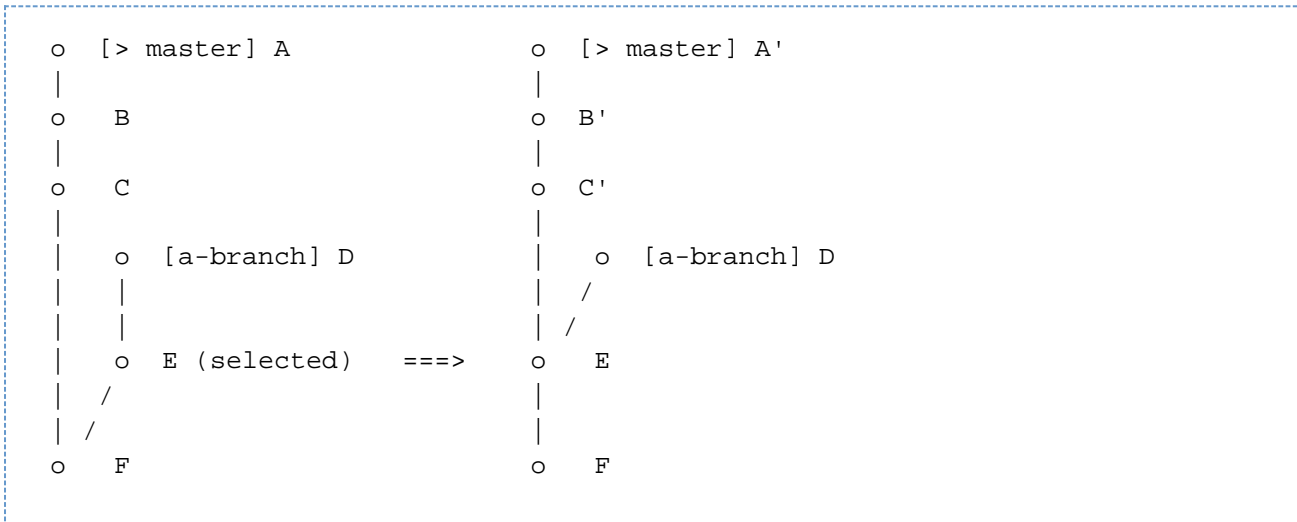 o [> master] A o [> master] A'
| |
o B o B'
| |
o C o C'
| |
| o [a-branch] D | o [a-branch] D
| | | /
| | | /
| o E (selected) ===> o E
| / |
| / |
o F o F